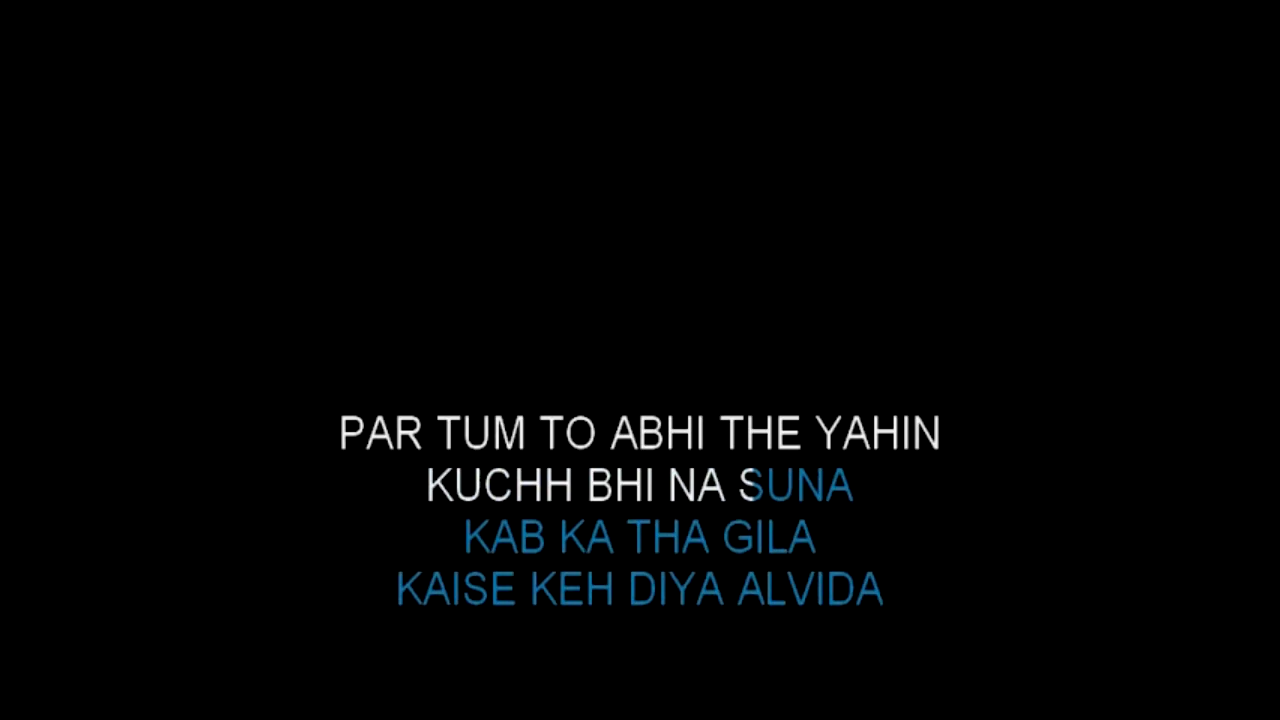 PAR TUM TO ABHI THE YAHIN
KUCHH BHI NA SUNA
KAB KA THA GILA
KAISE KEH DIYA ALVIDA